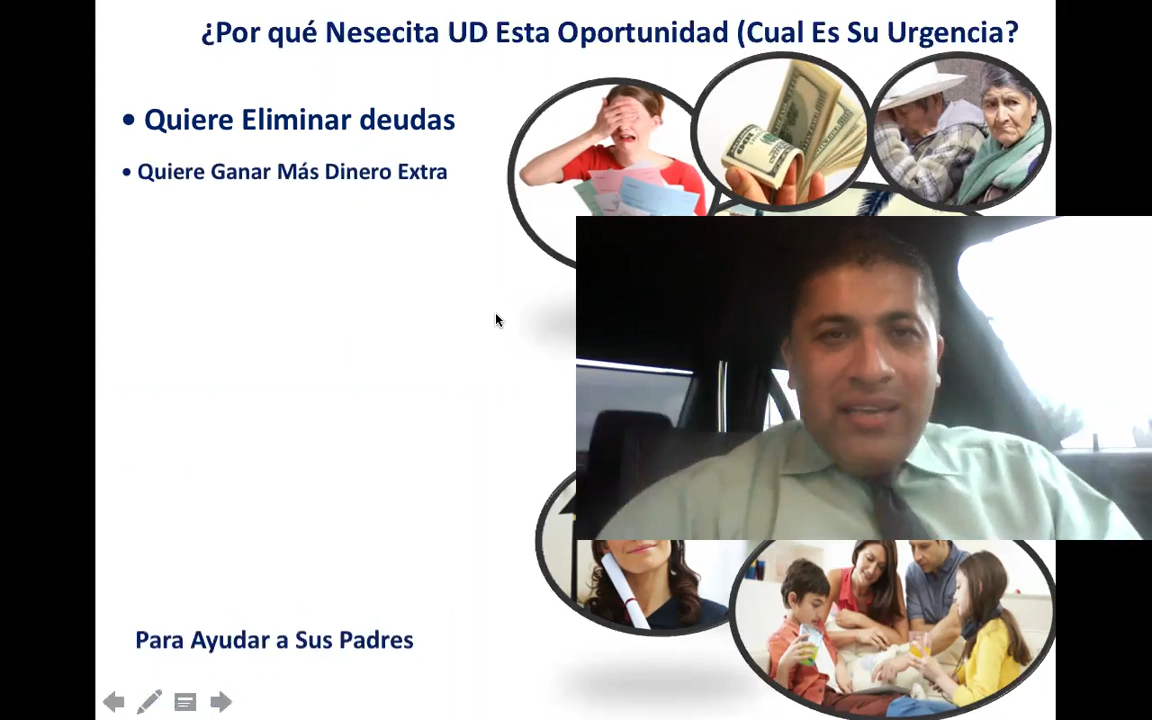 ¿Por qué Nesecita UD Esta Oportunidad (Cual Es Su Urgencia?
• Quiere Eliminar deudas
• Quiere Ganar Más Dinero Extra
Para Ayudar a Sus Padres